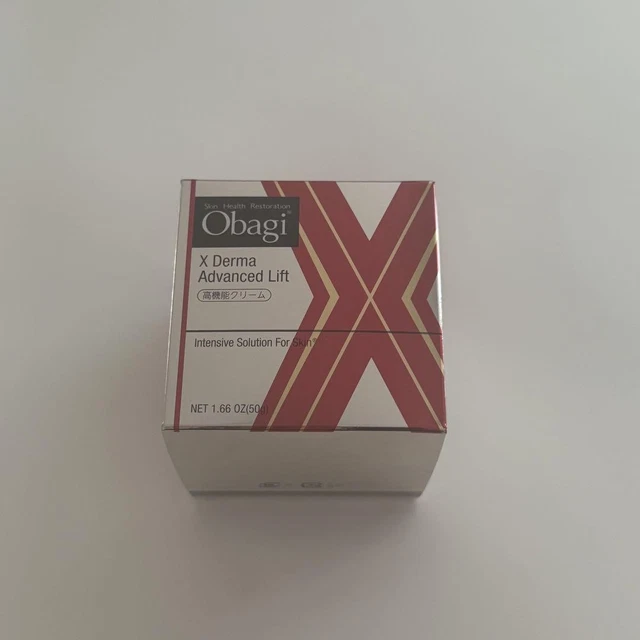 Skin Health Restoration
Obagi®
X Derma
Advanced Lift
高機能クリーム
Intensive Solution For Skin*
NET 1.66 OZ(50g)